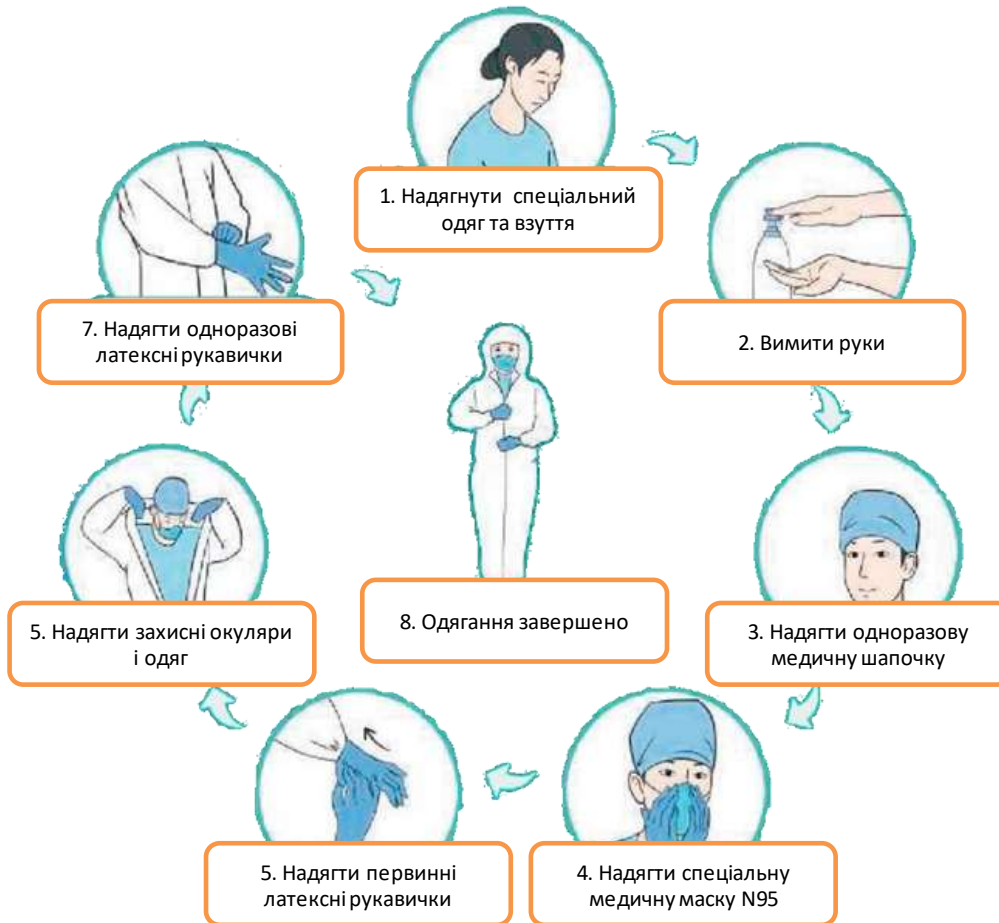 1. Надягнути спеціальний
одяг та взуття
2. Вимити руки
3. Надягти одноразову
медичну шапочку
4. Надягти спеціальну
медичну маску N95
5. Надягти первинні
латексні рукавички
5. Надягти захисні окуляри
і одяг
7. Надягти одноразові
латексні рукавички
8. Одягання завершено